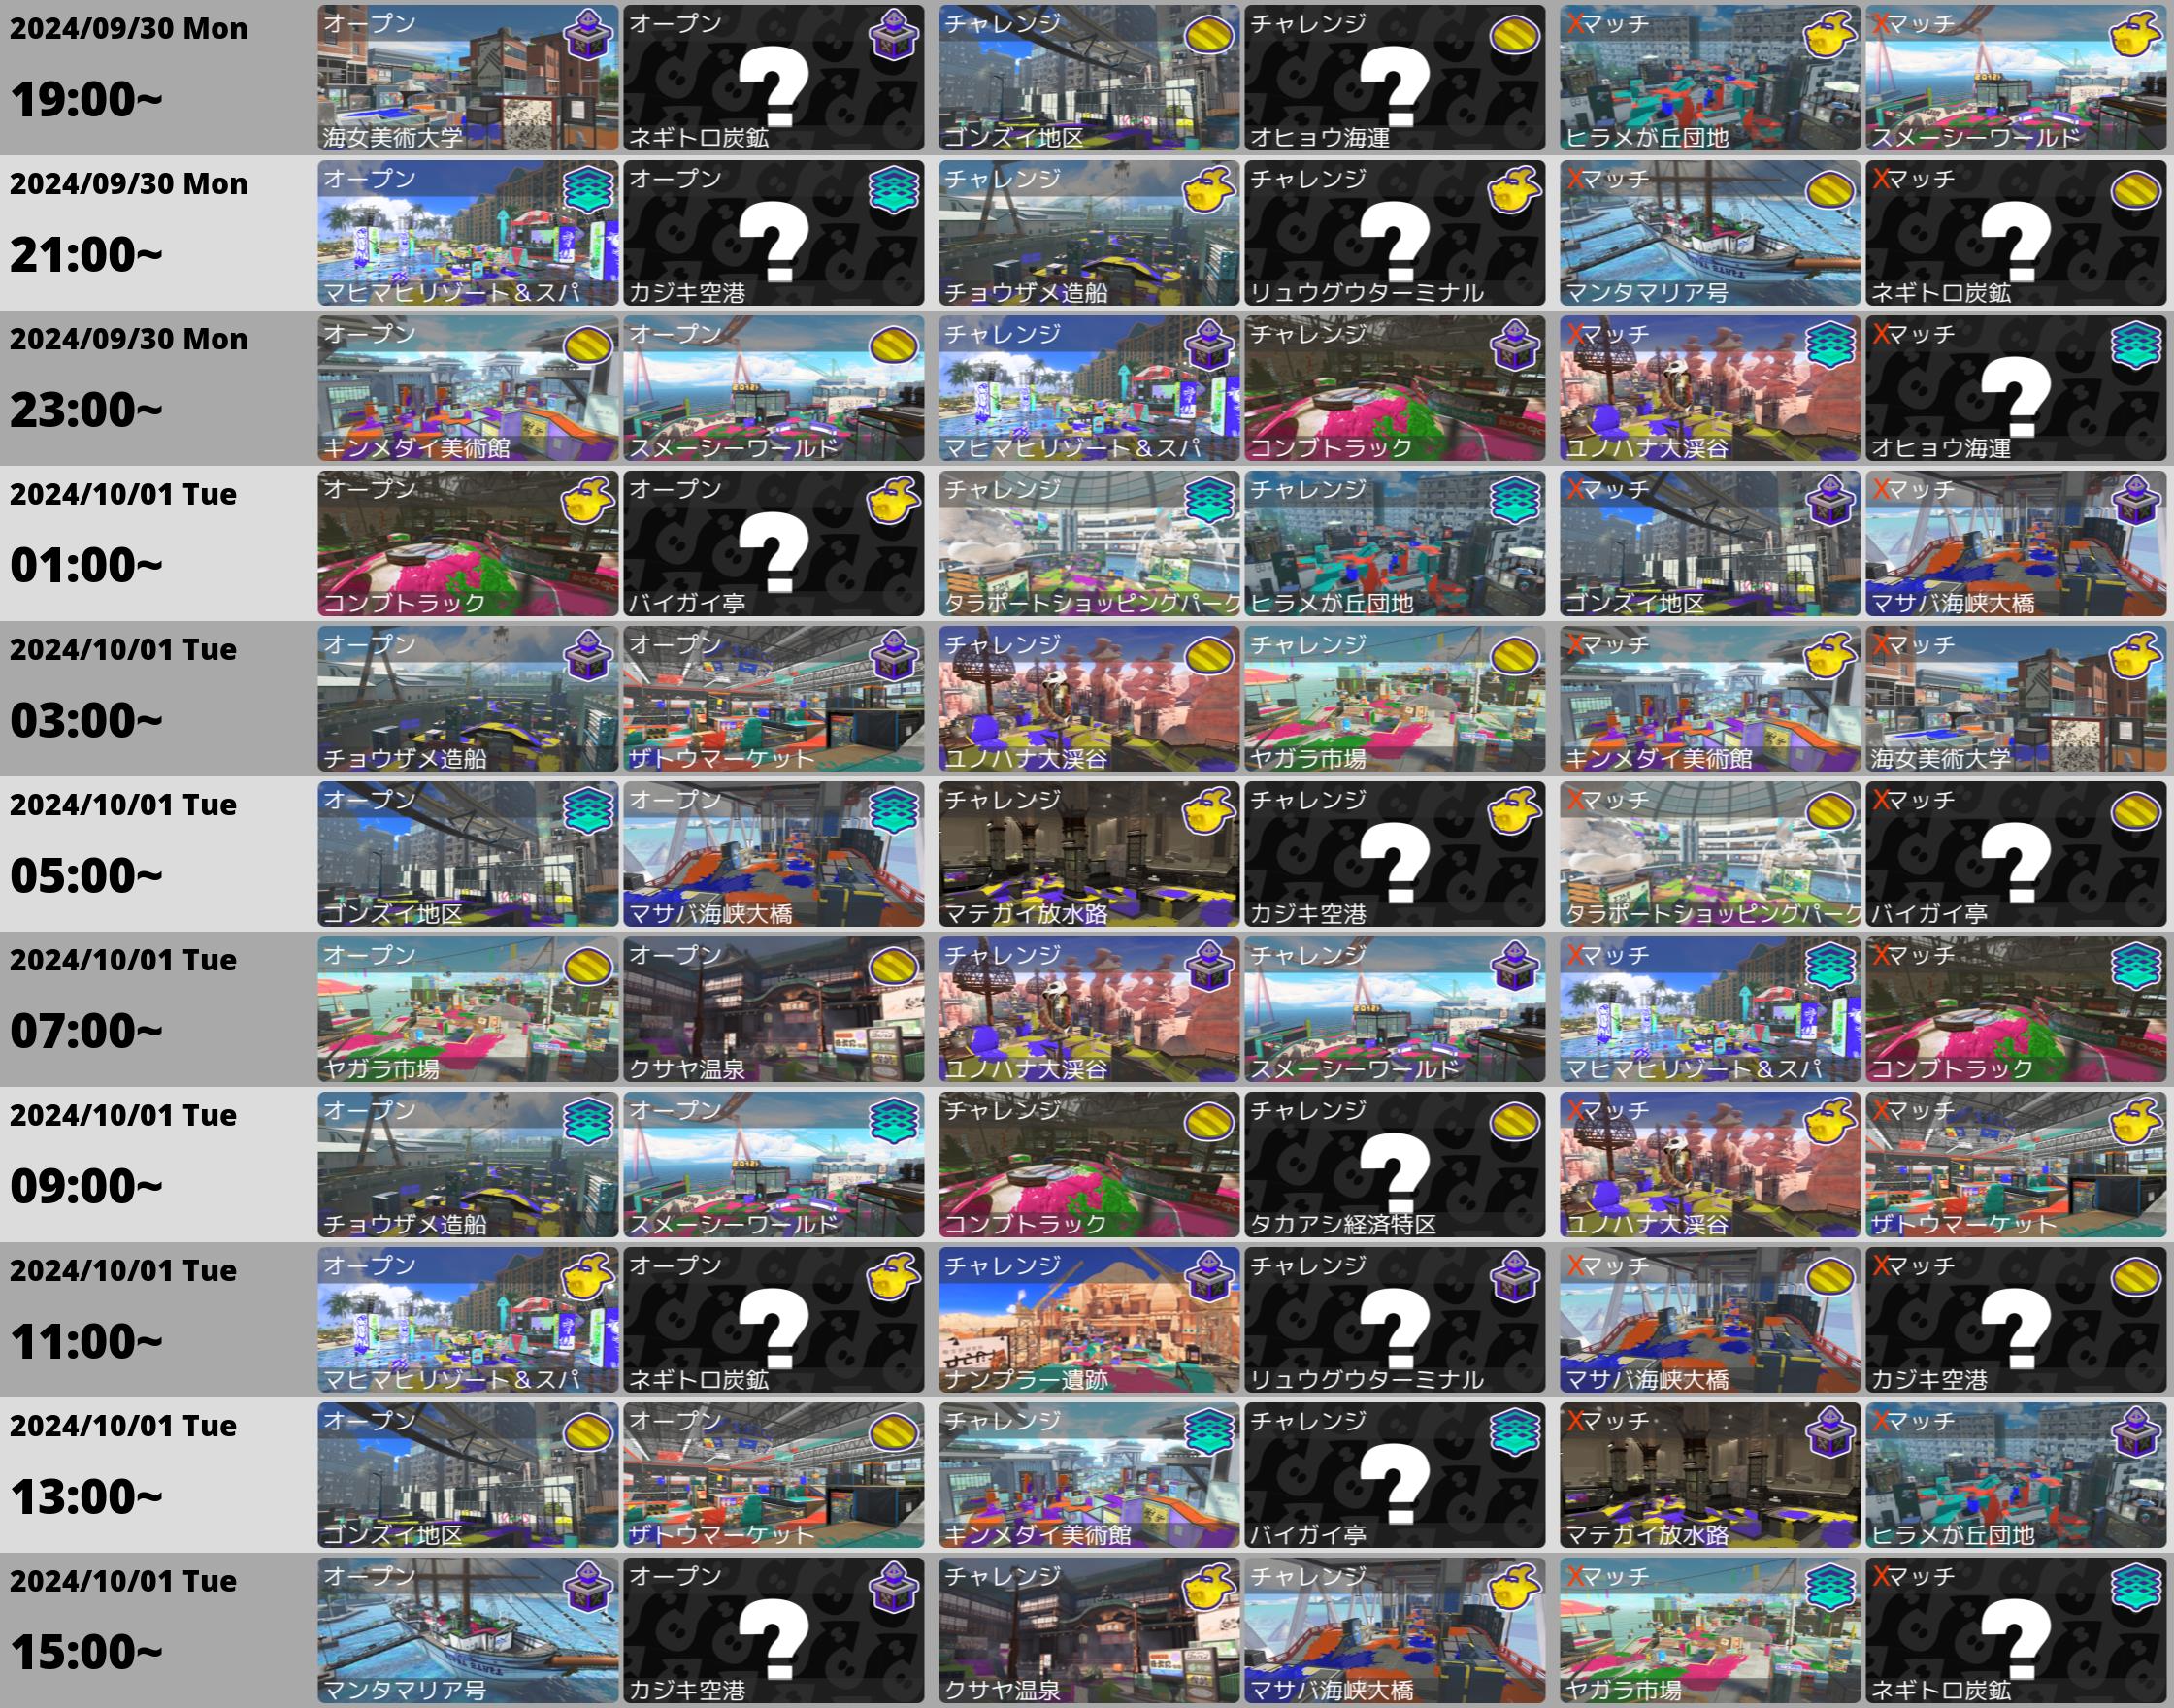 2024/09/30 Mon
19:00~
オープン
海女美術大学
オープン
ネギトロ炭鉱
チャレンジ
ゴンズイ地区
チャレンジ
オヒョウ海運
Xマッチ
ヒラメが丘団地
Xマッチ
スメーシーワールド
2024/09/30 Mon
21:00~
オープン
マヒマヒリゾート&スパ
オープン
カジキ空港
チャレンジ
チョウザメ造船
チャレンジ
リュウグウターミナル
Xマッチ
マンタマリア号
Xマッチ
ネギトロ炭鉱
2024/09/30 Mon
23:00~
オープン
キンメダイ美術館
オープン
スメーシーワールド
チャレンジ
マヒマヒリゾート&スパ
チャレンジ
コンブトラック
Xマッチ
ユノハナ大渓谷
Xマッチ
オヒョウ海運
2024/10/01 Tue
01:00~
オープン
コンブトラック
オープン
バイガイ亭
チャレンジ
タラポートショッピングパーク
チャレンジ
ヒラメが丘団地
Xマッチ
ゴンズイ地区
Xマッチ
マサバ海峡大橋
2024/10/01 Tue
03:00~
オープン
チョウザメ造船
オープン
ザトウマーケット
チャレンジ
ユノハナ大渓谷
チャレンジ
ヤガラ市場
Xマッチ
キンメダイ美術館
Xマッチ
海女美術大学
2024/10/01 Tue
05:00~
オープン
ゴンズイ地区
オープン
マサバ海峡大橋
チャレンジ
マテガイ放水路
チャレンジ
カジキ空港
Xマッチ
タラポートショッピングパーク
Xマッチ
バイガイ亭
2024/10/01 Tue
07:00~
オープン
ヤガラ市場
オープン
クサヤ温泉
チャレンジ
ユノハナ大渓谷
チャレンジ
スメーシーワールド
Xマッチ
マヒマヒリゾート&スパ
Xマッチ
コンブトラック
2024/10/01 Tue
09:00~
オープン
チョウザメ造船
オープン
スメーシーワールド
チャレンジ
コンブトラック
チャレンジ
タカアシ経済特区
Xマッチ
ユノハナ大渓谷
Xマッチ
ザトウマーケット
2024/10/01 Tue
11:00~
オープン
マヒマヒリゾート&スパ
オープン
ネギトロ炭鉱
チャレンジ
ナンプラー遺跡
チャレンジ
リュウグウターミナル
Xマッチ
マサバ海峡大橋
Xマッチ
カジキ空港
2024/10/01 Tue
13:00~
オープン
ゴンズイ地区
オープン
ザトウマーケット
チャレンジ
キンメダイ美術館
チャレンジ
バイガイ亭
Xマッチ
マテガイ放水路
Xマッチ
ヒラメが丘団地
2024/10/01 Tue
15:00~
オープン
マンタマリア号
オープン
カジキ空港
チャレンジ
クサヤ温泉
チャレンジ
マサバ海峡大橋
Xマッチ
ヤガラ市場
Xマッチ
ネギトロ炭鉱